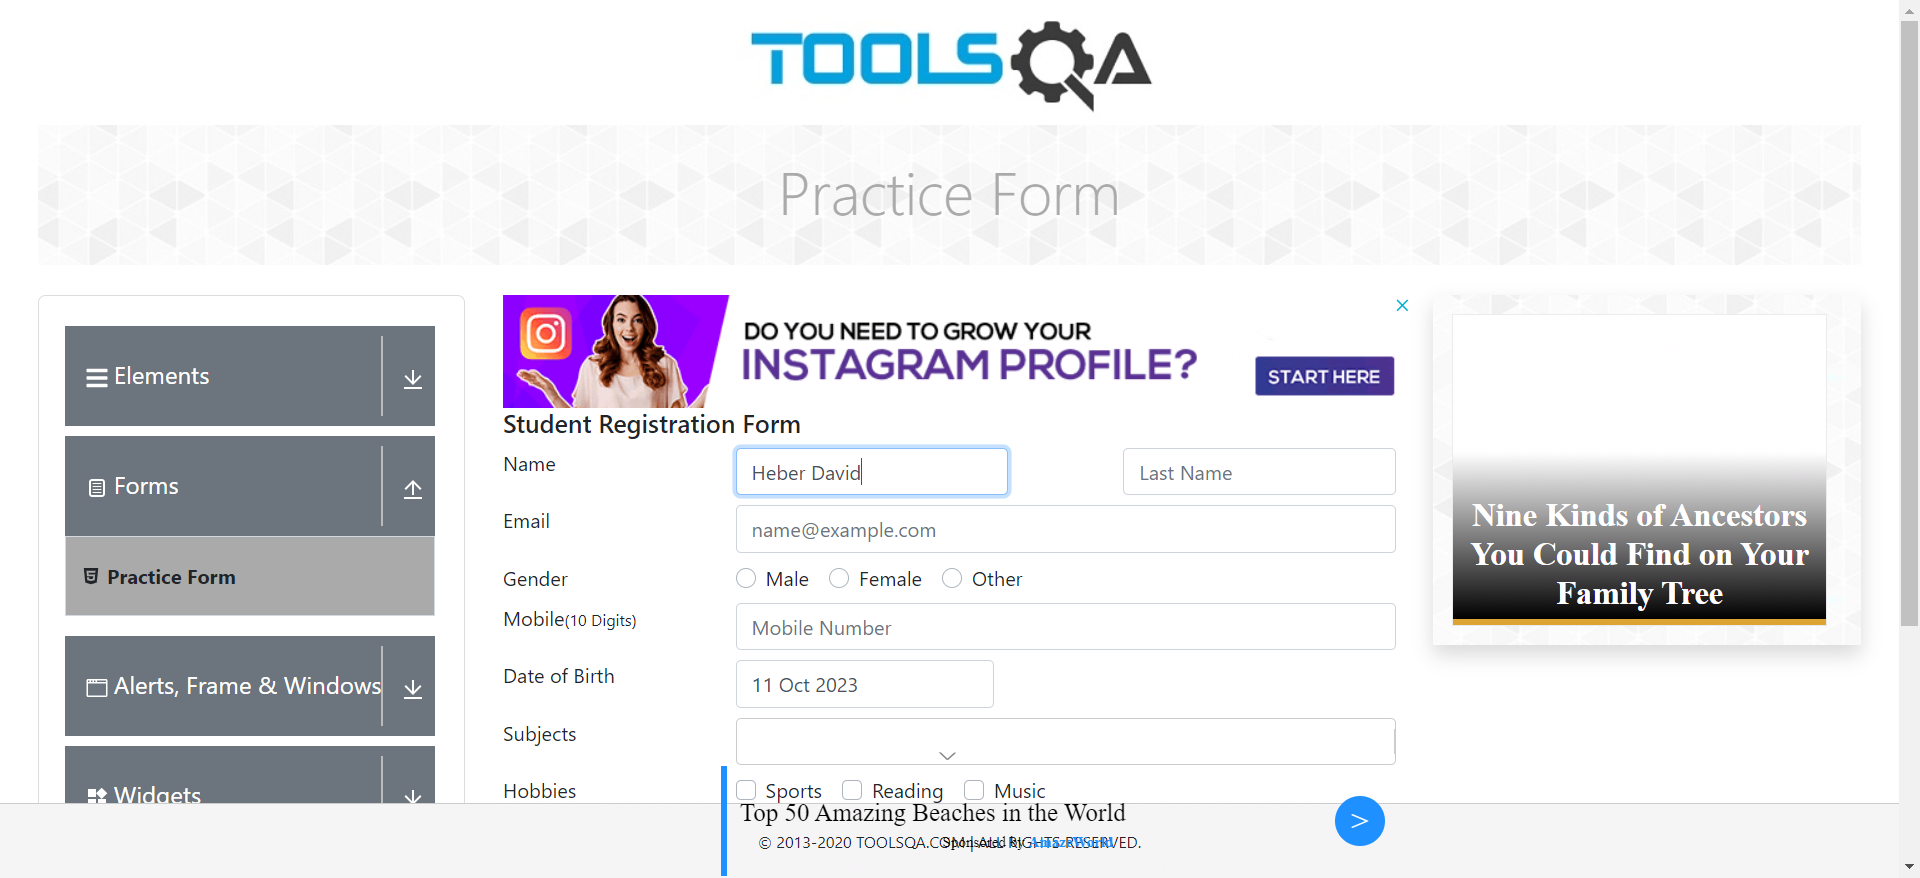 TOOLSQA
Practice Form
Elements
Forms
Practice Form
Alerts, Frame & Windows
Widgets
DO YOU NEED TO GROW YOUR
INSTAGRAM PROFILE?
START HERE
Student Registration Form
Name
Heber David
Last Name
Email
name@example.com
Gender
Male
Female
Other
Mobile(10 Digits)
Mobile Number
Date of Birth
11 Oct 2023
Subjects
Hobbies
Sports
Reading
Music
Nine Kinds of Ancestors
You Could Find on Your
Family Tree
Top 50 Amazing Beaches in the World
© 2013-2020 TOOLSQA.COM | ALL RIGHTS RESERVED.
Sponsored By